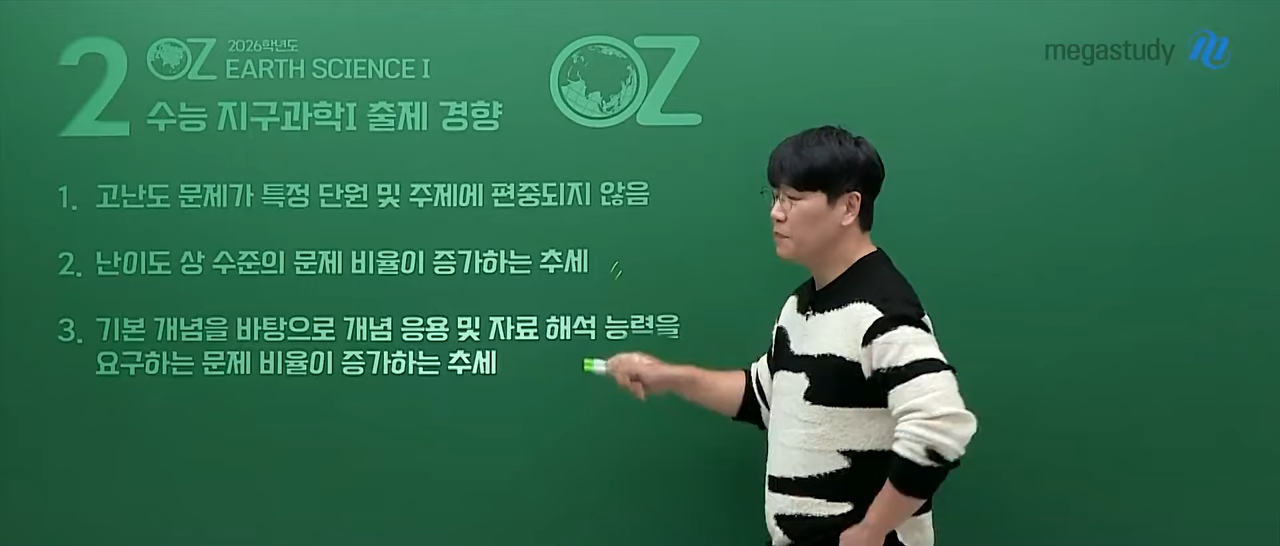 2
OZ 2026학년도
EARTH SCIENCE I
수능 지구과학I 출제 경향
OZ
megastudy
1. 고난도 문제가 특정 단원 및 주제에 편중되지 않음
2. 난이도 상 수준의 문제 비율이 증가하는 추세
3. 기본 개념을 바탕으로 개념 응용 및 자료 해석 능력을
요구하는 문제 비율이 증가하는 추세